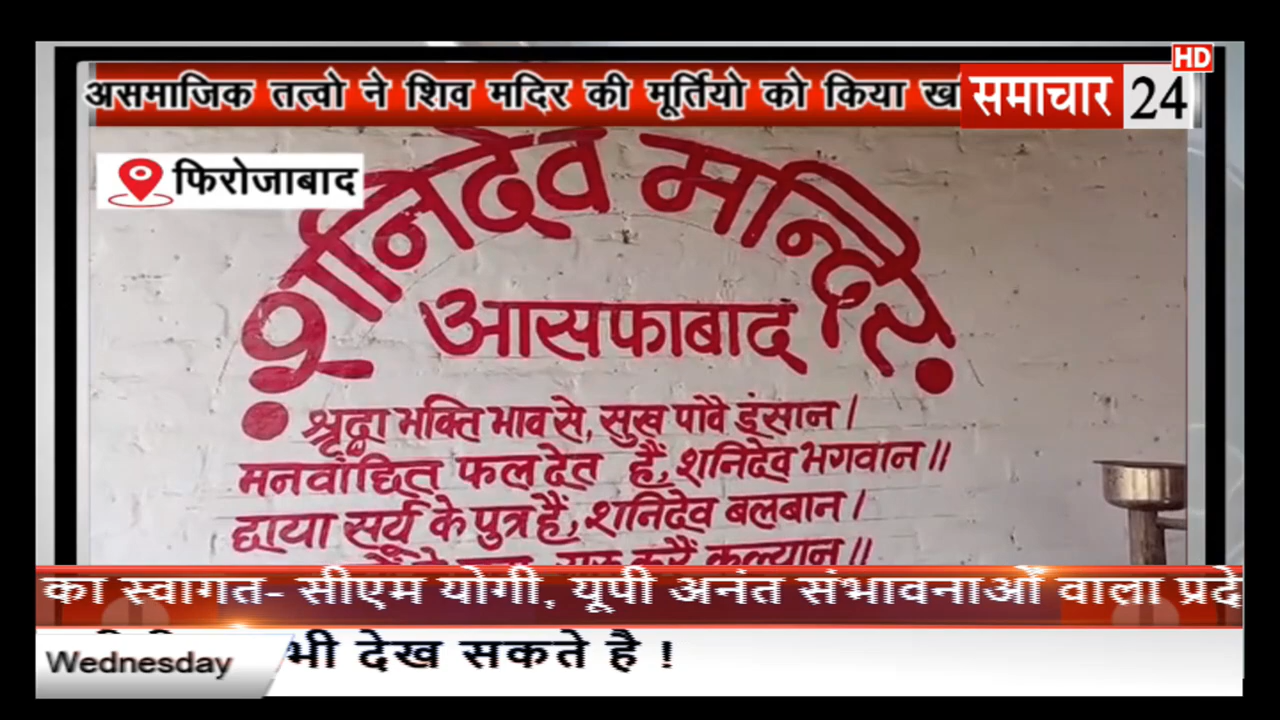 HD
असमाजिक तत्वो ने शिव मदिर की मूर्तियो को किया
समाचार 24
फिरोजाबाद
शनिदेव मन्दिर
आसफाबाद
श्रृद्धा भक्ति भाव से, सुख पावै इंसान।
मनवांछित फल देत हैं, शनिदेव भगवान॥
छाया सर्य के पुत्र हैं, शनिदेव बलबान।
करैं कल्यान॥
का स्वागत- सीएम योगी, यूपी अनंत संभावनाओं वाला
Wednesday
भी देख सकते है !